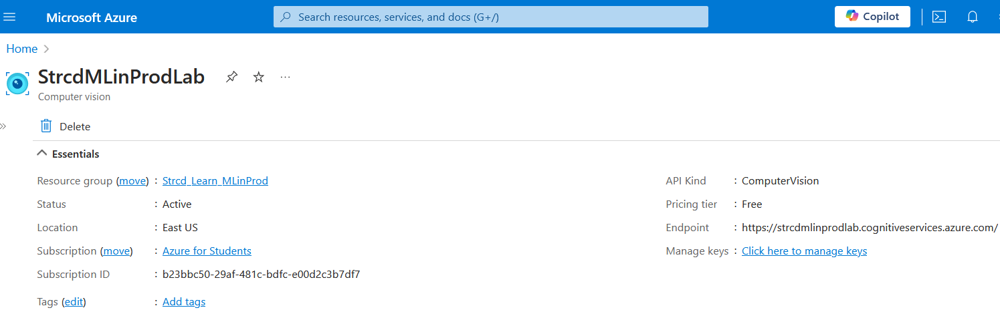 Microsoft Azure
Search resources, services, and docs (G+/)
Copilot
Home
StrcdMLinProdLab
Computer vision
Delete
Essentials
Resource group (move) : Strcd_Learn_MLinProd
Status : Active
Location : East US
Subscription (move) : Azure for Students
Subscription ID : b23bbc50-29af-481c-bdfc-e00d2c3b7df7
Tags (edit) : Add tags
API Kind : ComputerVision
Pricing tier : Free
Endpoint : https://strcdmlinprodlab.cognitiveservices.azure.com/
Manage keys : Click here to manage keys